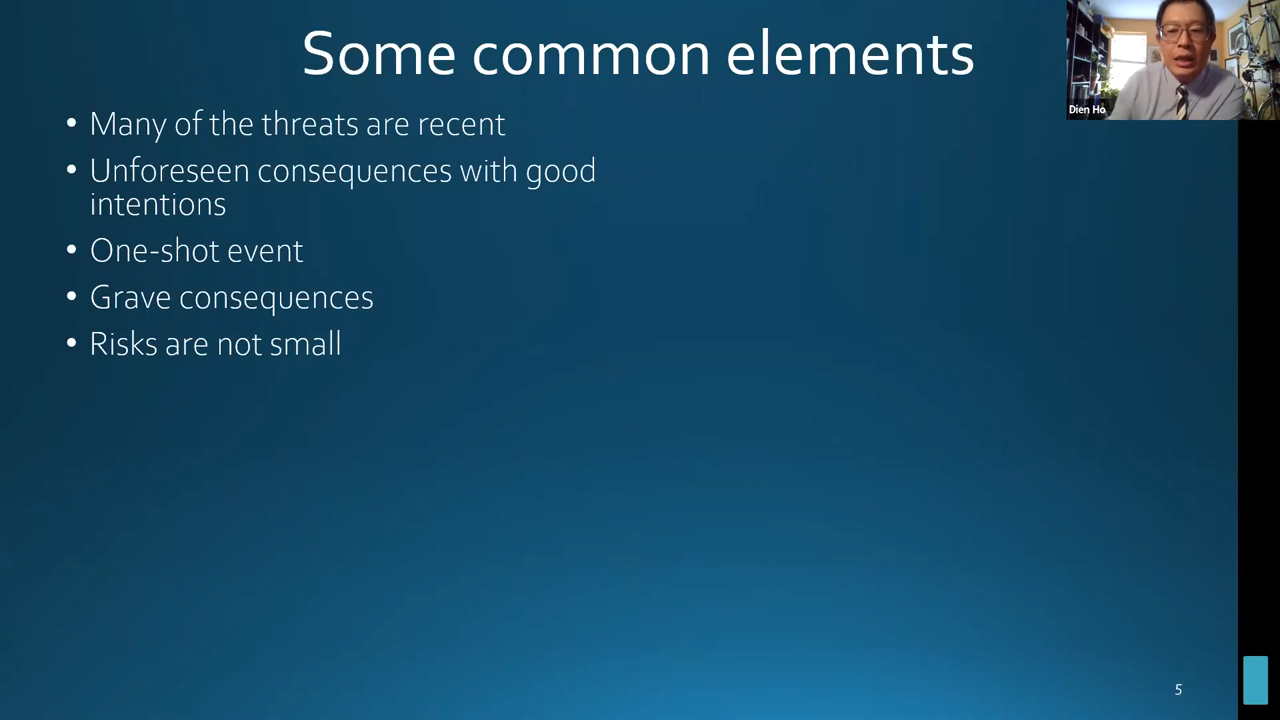 Some common elements
• Many of the threats are recent
• Unforeseen consequences with good
intentions
• One-shot event
• Grave consequences
• Risks are not small
Dien Ho
5